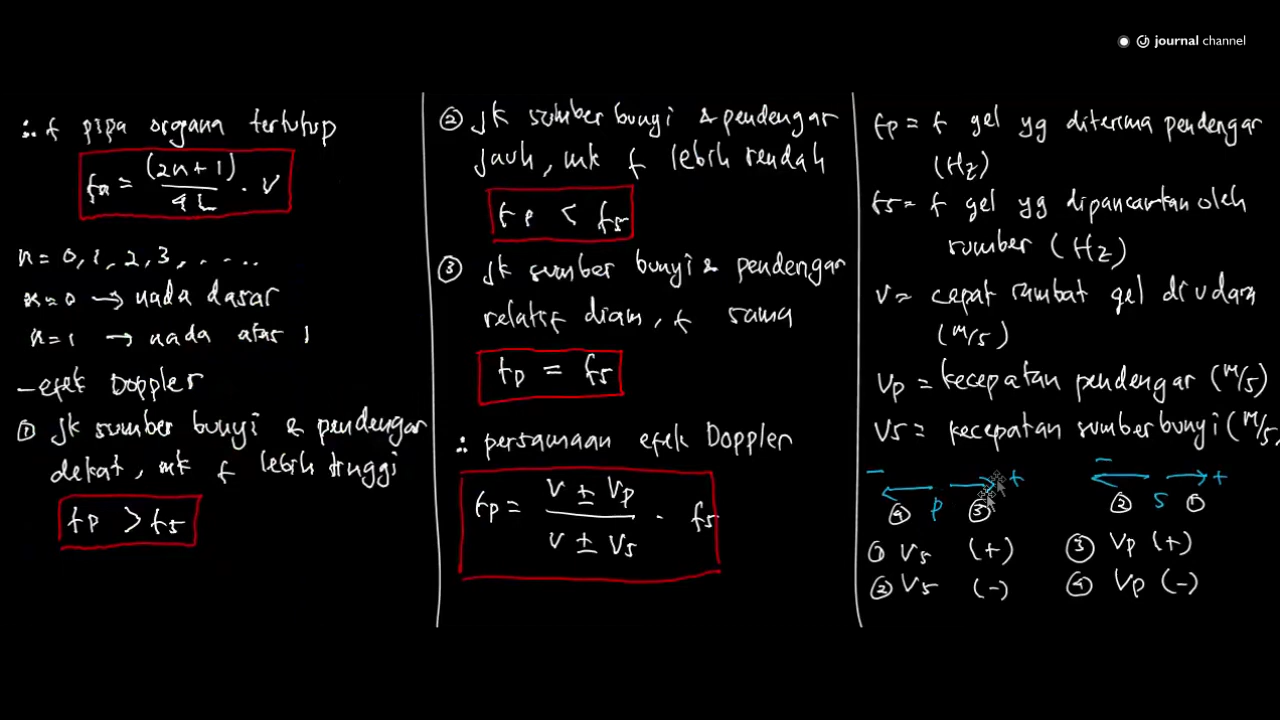 journal channel
∴ f pipa organa tertutup
fn = (2n + 1) / 4L . v
n = 0, 1, 2, 3, .....
n = 0 → nada dasar
n = 1 → nada atas 1
- efek Doppler
① jk sumber bunyi & pendengar
dekat, mk f lebih tinggi
fp > fs
② jk sumber bunyi & pendengar
jauh, mk f lebih rendah
fp < fs
③ jk sumber bunyi & pendengar
relatif diam, f sama
fp = fs
∴ persamaan efek Doppler
fp = (v ± vp) / (v ± vs) . fs
fp = f gel yg diterima pendengar
(Hz)
fs = f gel yg dipancarkan oleh
sumber (Hz)
v = cepat rambat gel di udara
(m/s)
vp = kecepatan pendengar (m/s)
vs = kecepatan sumber bunyi (m/s
- ← p → +
④ ③
- ← s → +
② ①
① vs (+)
② vs (-)
③ vp (+)
④ vp (-)